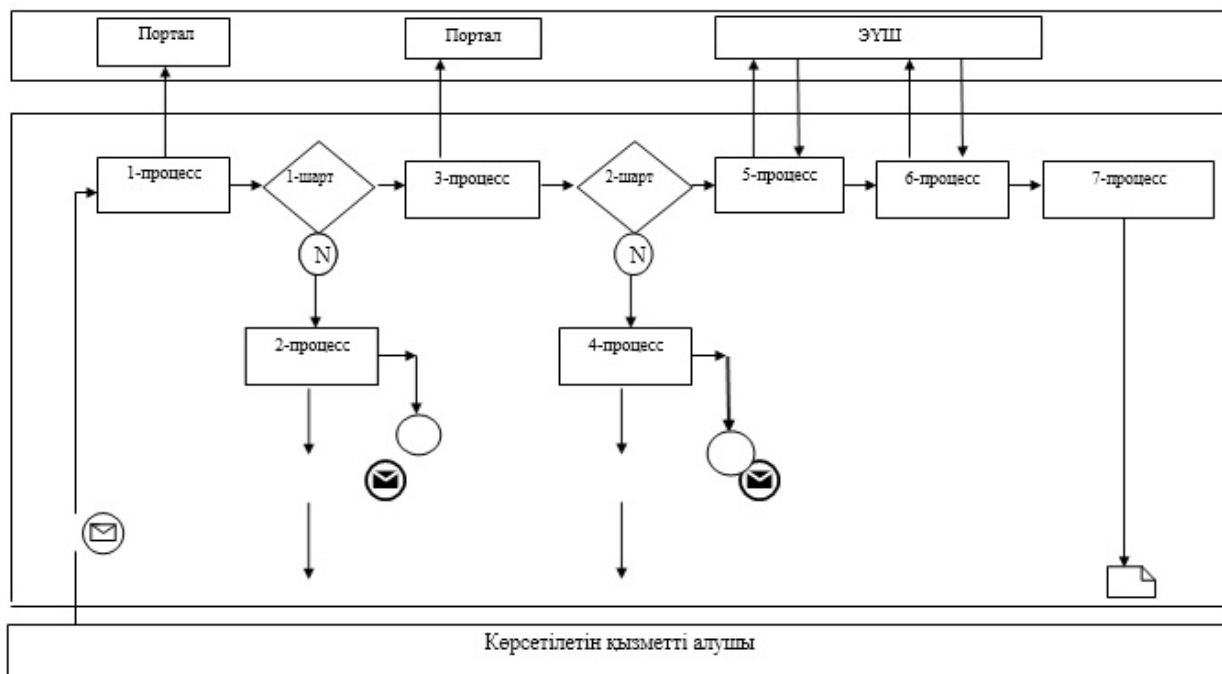 Портал
Портал
ЭҮШ
1-процесс
1-шарт
3-процесс
2-шарт
5-процесс
6-процесс
7-процесс
N
N
2-процесс
4-процесс
Көрсетілетін қызметті алушы